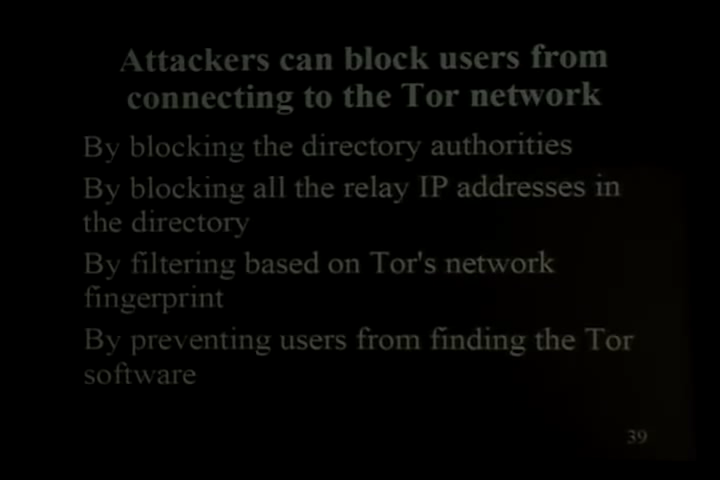 Attackers can block users from
connecting to the Tor network
By blocking the directory authorities
By blocking all the relay IP addresses in
the directory
By filtering based on Tor's network
fingerprint
By preventing users from finding the Tor
software
39